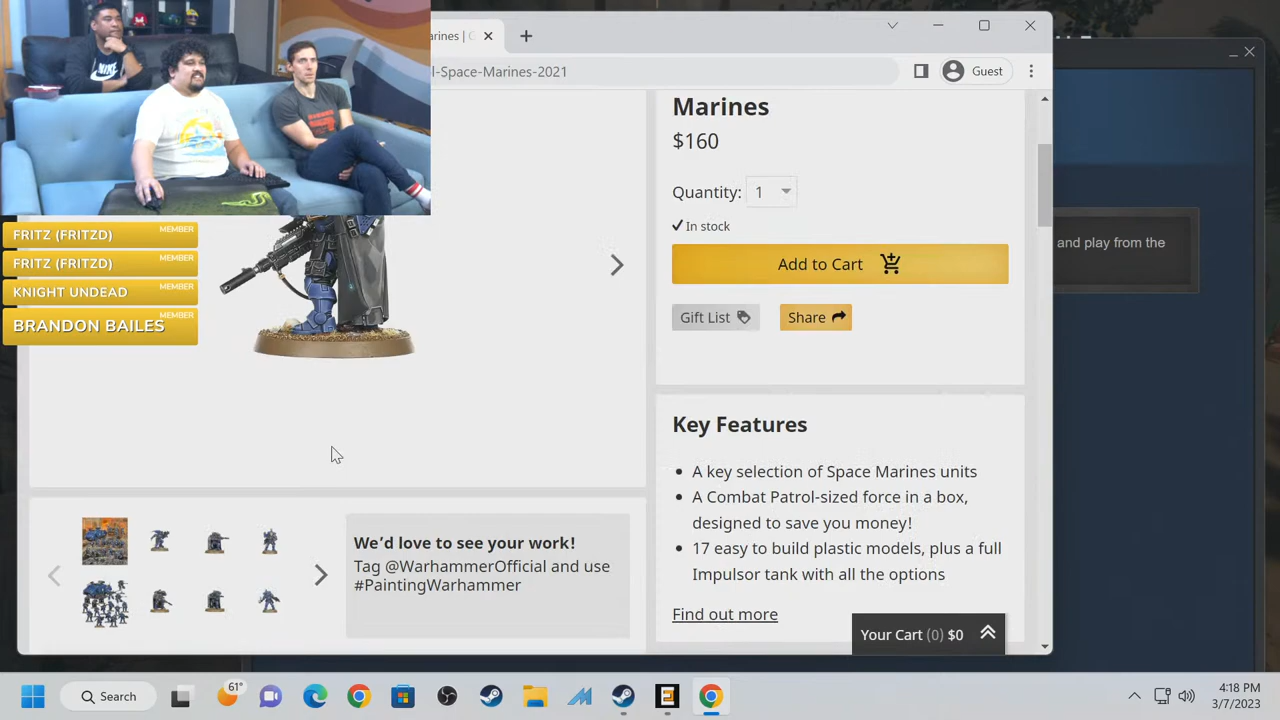 arines | C
l-Space-Marines-2021
Guest
FRITZ (FRITZD)
MEMBER
FRITZ (FRITZD)
MEMBER
KNIGHT UNDEAD
MEMBER
BRANDON BAILES
MEMBER
Marines
$160
Quantity: 1
In stock
Add to Cart
Gift List
Share
and play from the
Key Features
A key selection of Space Marines units
A Combat Patrol-sized force in a box,
designed to save you money!
17 easy to build plastic models, plus a full
Impulsor tank with all the options
Find out more
We'd love to see your work!
Tag @WarhammerOfficial and use
#PaintingWarhammer
Your Cart (0) $0
Search
61°
4:18 PM
3/7/2023